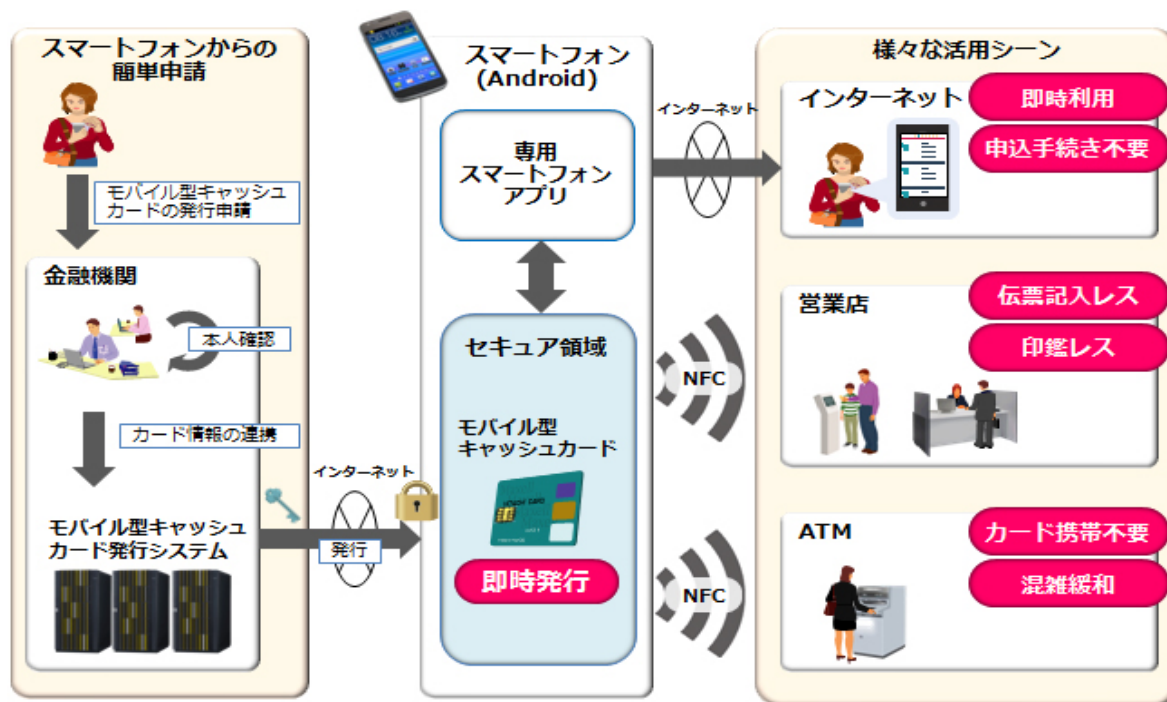 スマートフォンからの
簡単申請
モバイル型キャッシュ
カードの発行申請
金融機関
本人確認
カード情報の連携
モバイル型キャッシュ
カード発行システム
インターネット
発行
スマートフォン
(Android)
専用
スマートフォン
アプリ
セキュア領域
モバイル型
キャッシュカード
即時発行
インターネット
NFC
NFC
様々な活用シーン
インターネット
即時利用
申込手続き不要
営業店
伝票記入レス
印鑑レス
ATM
カード携帯不要
混雑緩和